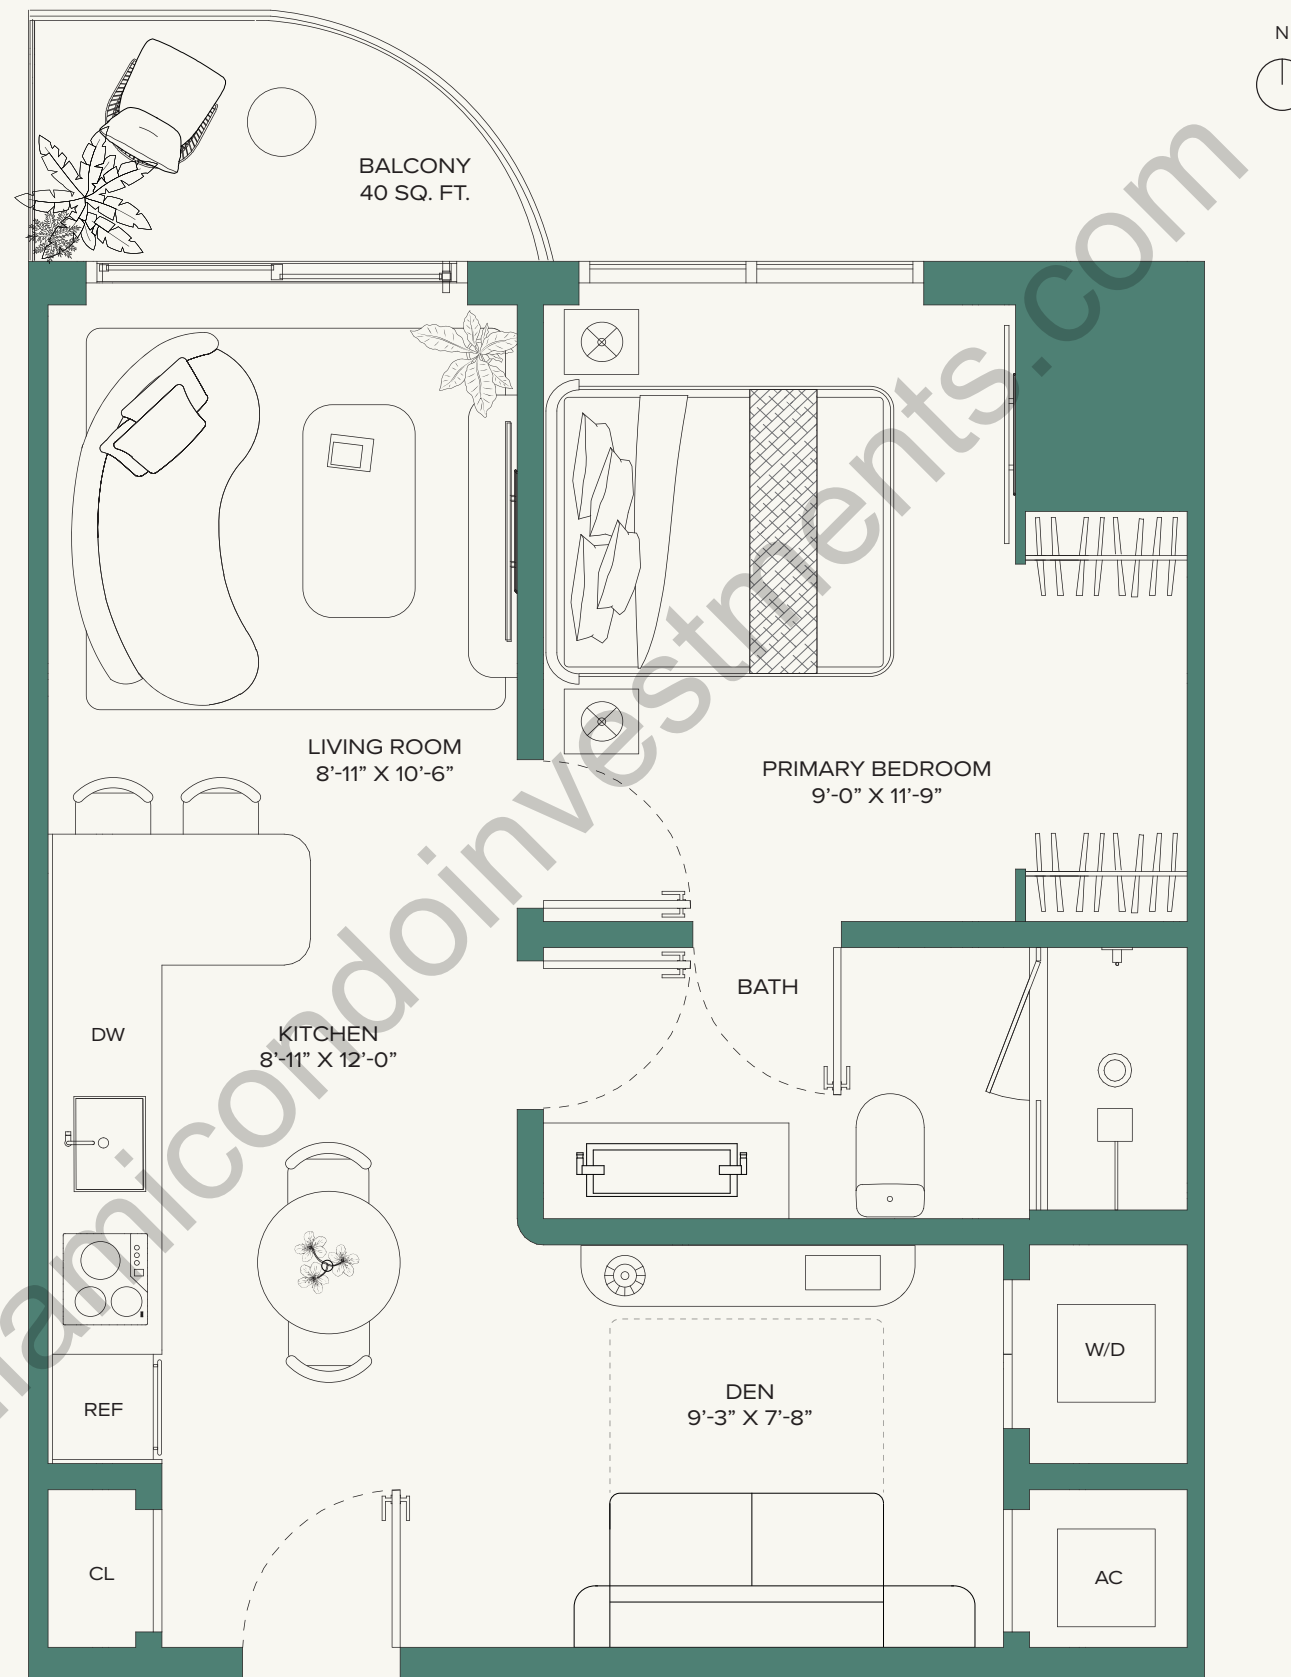 N
BALCONY
40 SQ. FT.
LIVING ROOM
8’-11” X 10’-6”
PRIMARY BEDROOM
9’-0” X 11’-9”
BATH
DW
KITCHEN
8’-11” X 12’-0”
W/D
DEN
9’-3” X 7’-8”
REF
CL
AC
amicondoinvestments.com